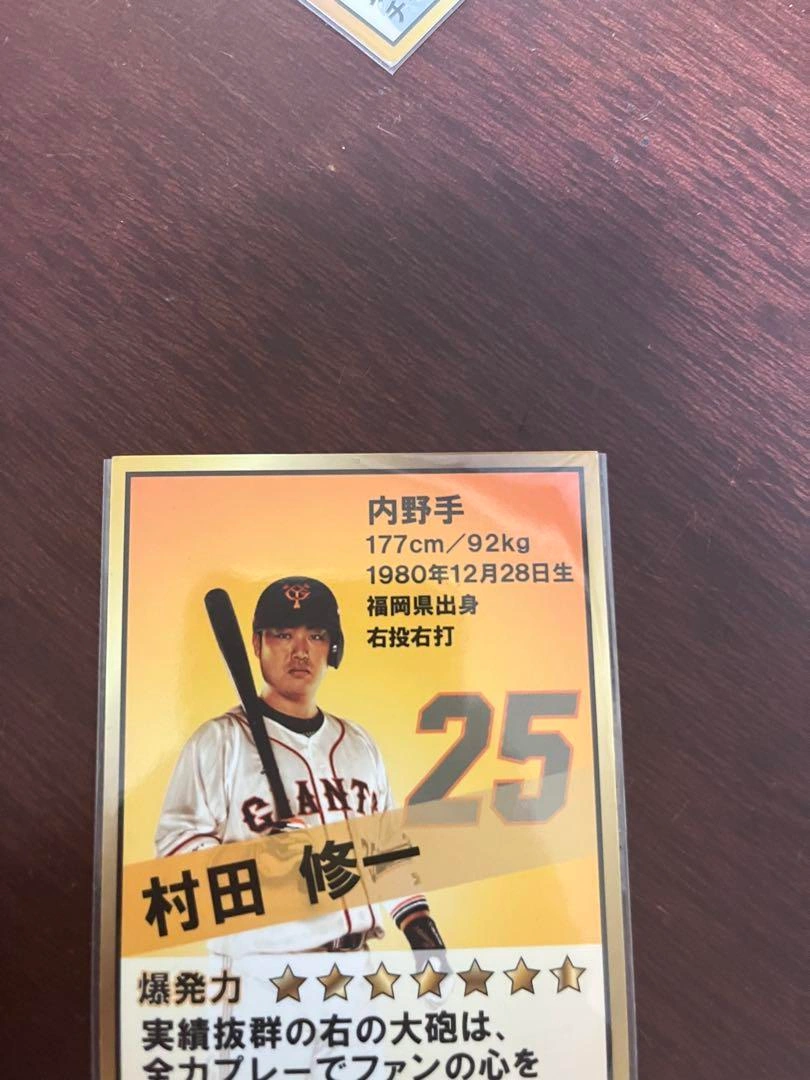 チ
内野手
177cm/92kg
1980年12月28日生
福岡県出身
右投右打
25
GIANTS
村田 修一
爆発力
実績抜群の右の大砲は、
全力プレーでファンの心を